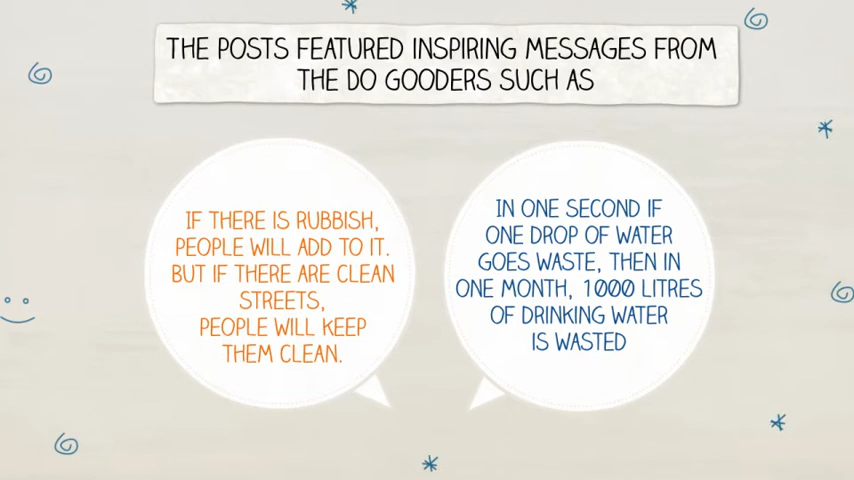 THE POSTS FEATURED INSPIRING MESSAGES FROM
THE DO GOODERS SUCH AS
IF THERE IS RUBBISH,
PEOPLE WILL ADD TO IT.
BUT IF THERE ARE CLEAN
STREETS,
PEOPLE WILL KEEP
THEM CLEAN.
IN ONE SECOND IF
ONE DROP OF WATER
GOES WASTE, THEN IN
ONE MONTH, 1000 LITRES
OF DRINKING WATER
IS WASTED